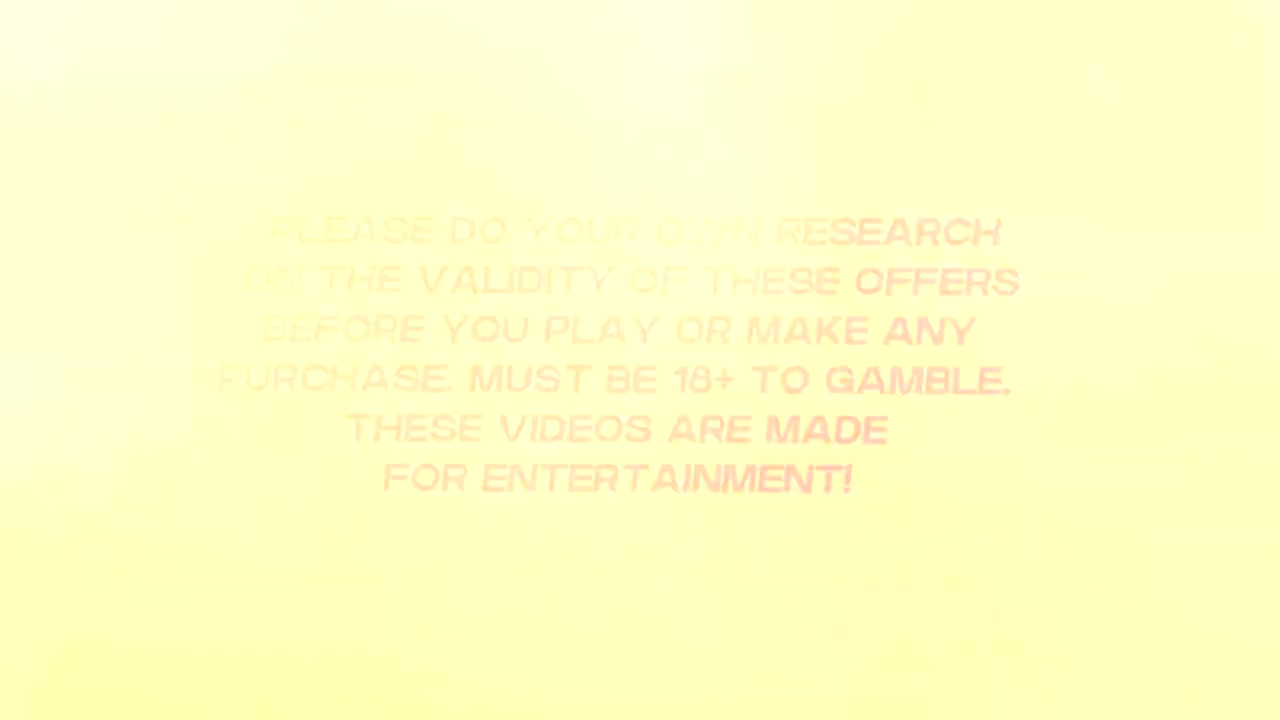 PLEASE DO YOUR OWN RESEARCH
ON THE VALIDITY OF THESE OFFERS
BEFORE YOU PLAY OR MAKE ANY
PURCHASE. MUST BE 18+ TO GAMBLE.
THESE VIDEOS ARE MADE
FOR ENTERTAINMENT!